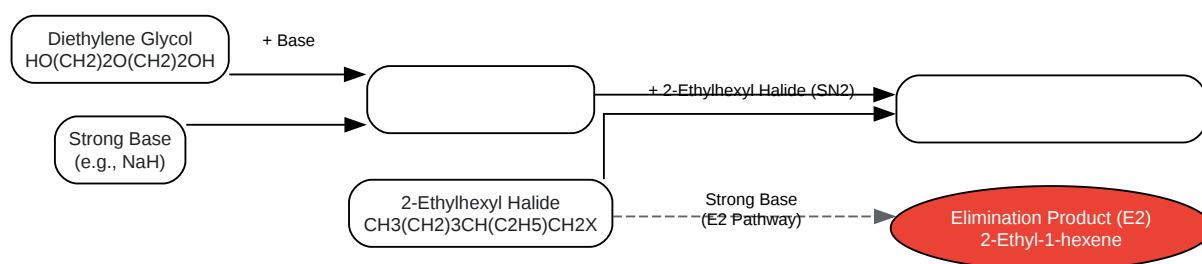 Diethylene Glycol
HO(CH2)2O(CH2)2OH
+ Base
+ 2-Ethylhexyl Halide (SN2)
Strong Base
(e.g., NaH)
2-Ethylhexyl Halide
CH3(CH2)3CH(C2H5)CH2X
Strong Base
(E2 Pathway)
Elimination Product (E2)
2-Ethyl-1-hexene